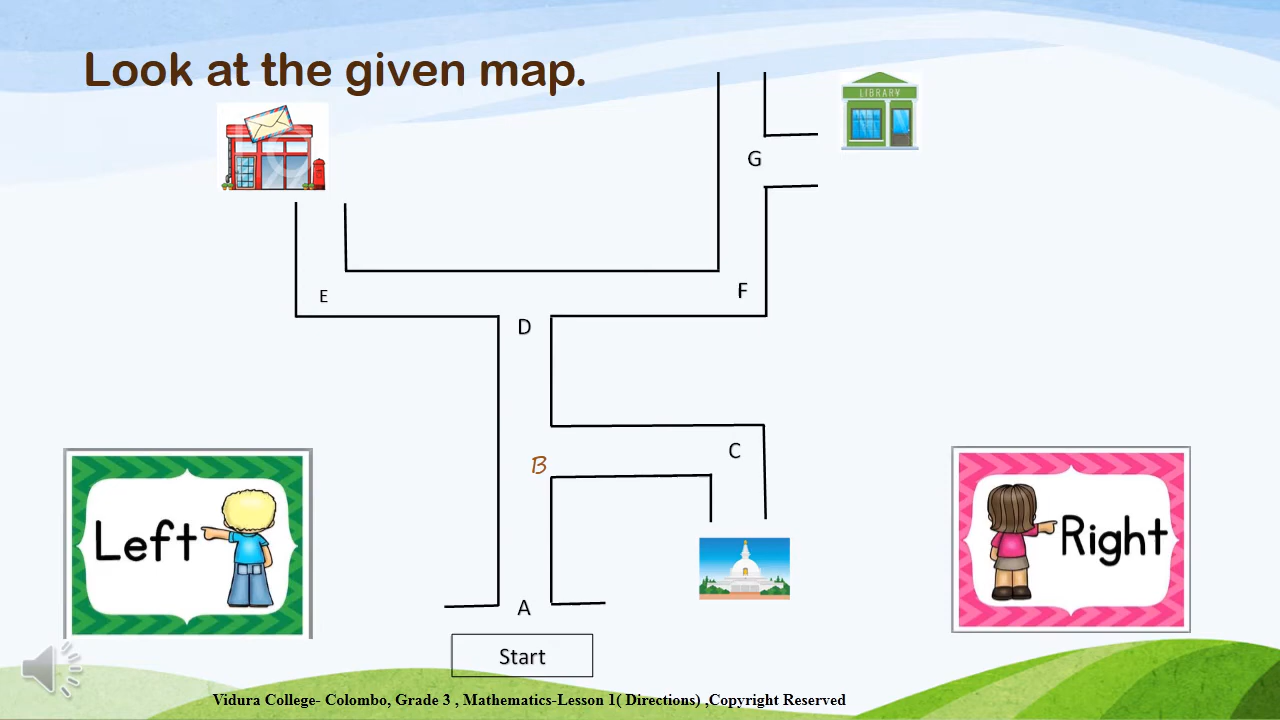 Look at the given map.
LIBRARY
G
E
F
D
C
B
Left
Right
A
Start
Vidura College- Colombo, Grade 3 , Mathematics-Lesson 1( Directions) ,Copyright Reserved